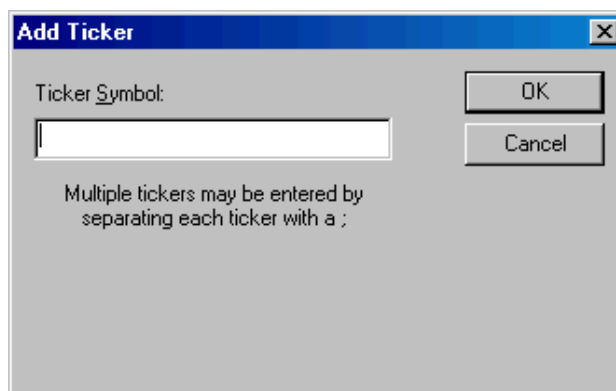 Add Ticker
Ticker Symbol:
OK
Cancel
Multiple tickers may be entered by
separating each ticker with a ;